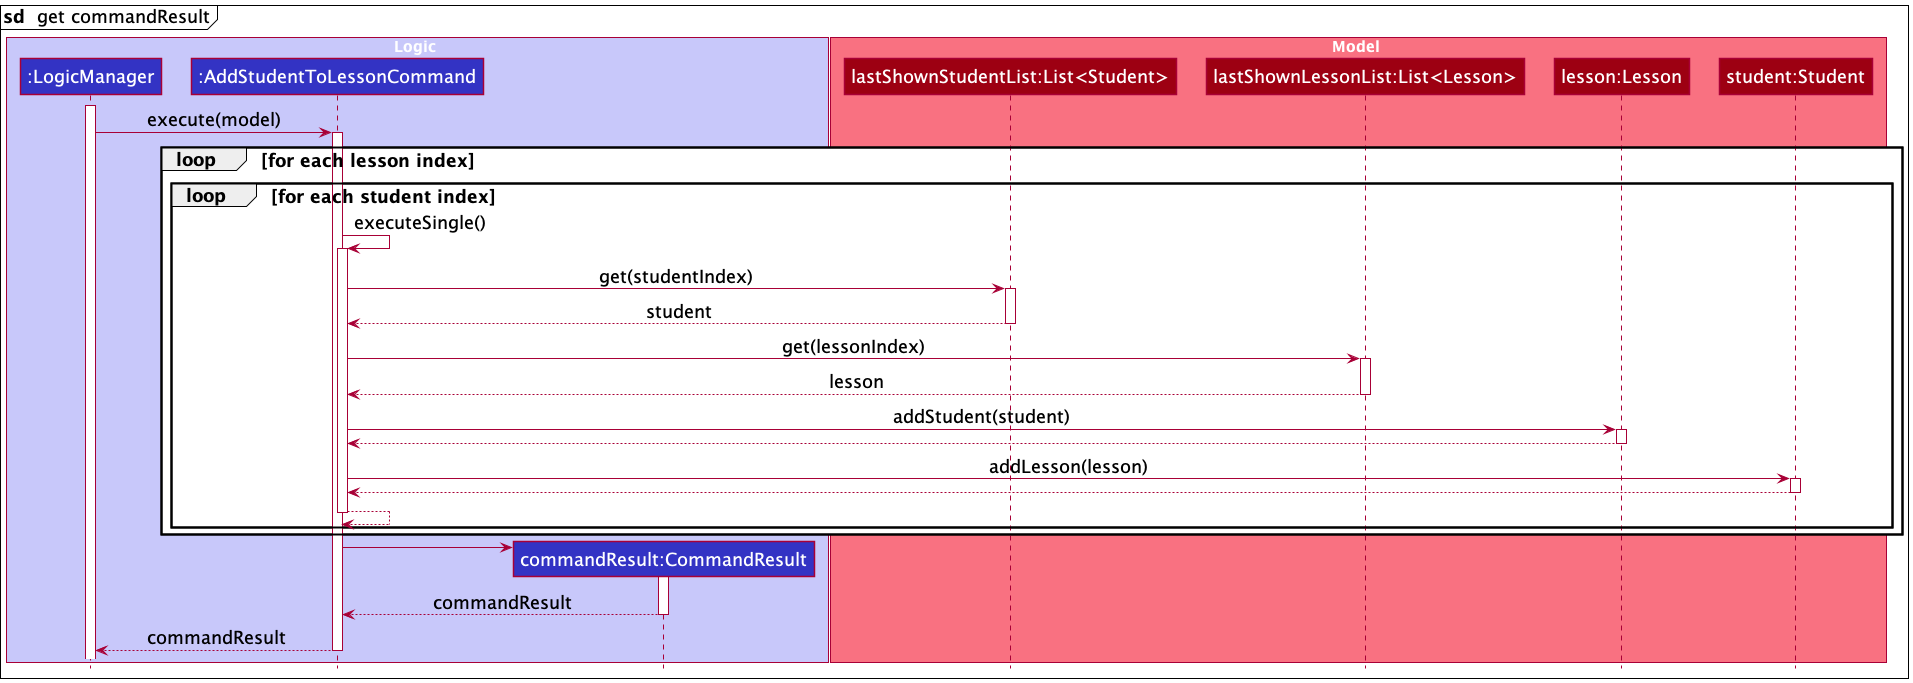 sd get commandResult
Logic
Model
:LogicManager
:AddStudentToLessonCommand
lastShownStudentList:List<Student>
lastShownLessonList:List<Lesson>
lesson:Lesson
student:Student
execute(model)
loop [for each lesson index]
loop [for each student index]
executeSingle()
get(studentIndex)
student
get(lessonIndex)
lesson
addStudent(student)
addLesson(lesson)
commandResult:CommandResult
commandResult
commandResult